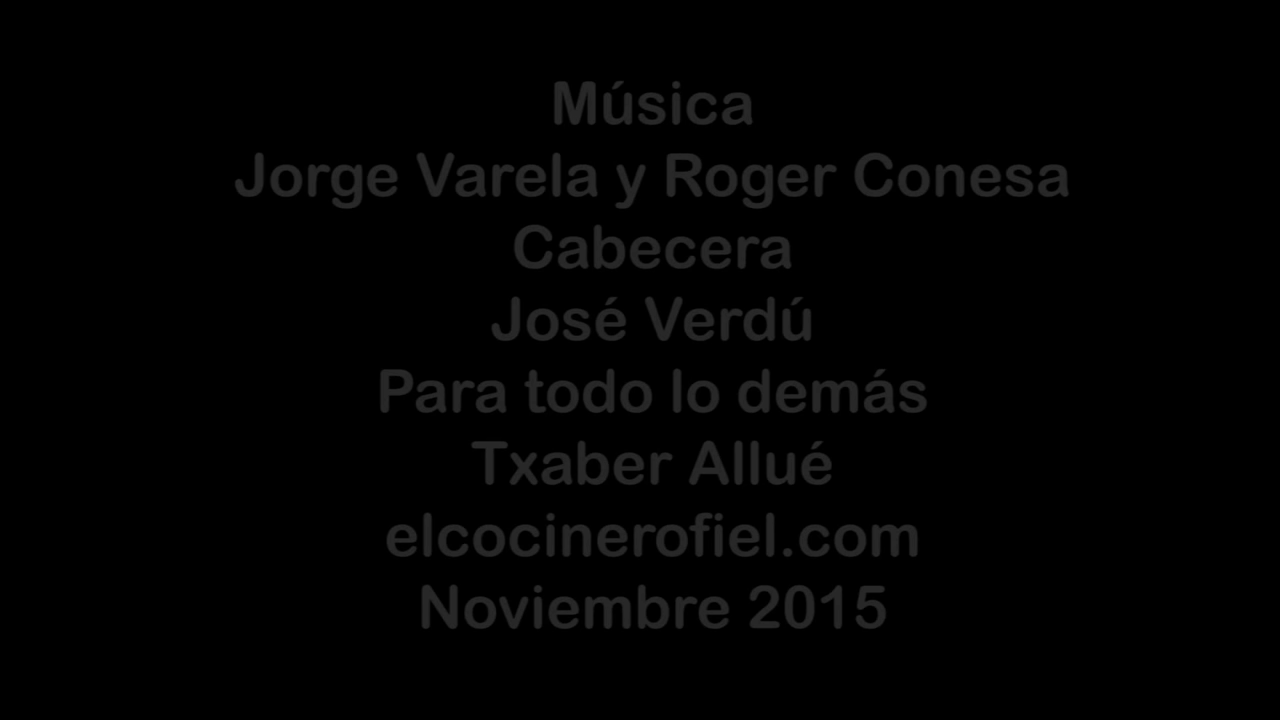 Música
Jorge Varela y Roger Conesa
Cabecera
José Verdú
Para todo lo demás
Txaber Allué
elcocinerofiel.com
Noviembre 2015